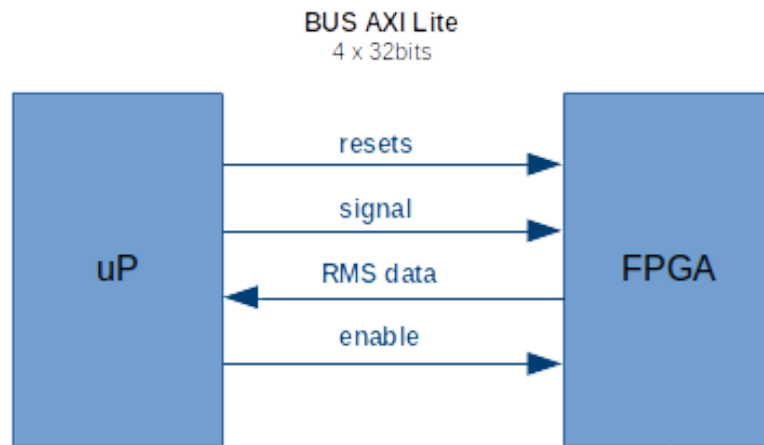 BUS AXI Lite
4 x 32bits
resets
signal
uP
RMS data
FPGA
enable